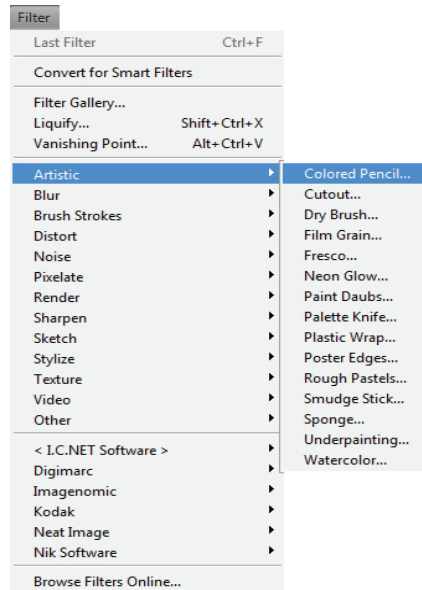 Filter
Last Filter Ctrl+F
Convert for Smart Filters
Filter Gallery...
Liquify... Shift+Ctrl+X
Vanishing Point... Alt+Ctrl+V
Artistic
Blur
Brush Strokes
Distort
Noise
Pixelate
Render
Sharpen
Sketch
Stylize
Texture
Video
Other
< I.C.NET Software >
Digimarc
Imagenomic
Kodak
Neat Image
Nik Software
Browse Filters Online...
Colored Pencil...
Cutout...
Dry Brush...
Film Grain...
Fresco...
Neon Glow...
Paint Daubs...
Palette Knife...
Plastic Wrap...
Poster Edges...
Rough Pastels...
Smudge Stick...
Sponge...
Underpainting...
Watercolor...